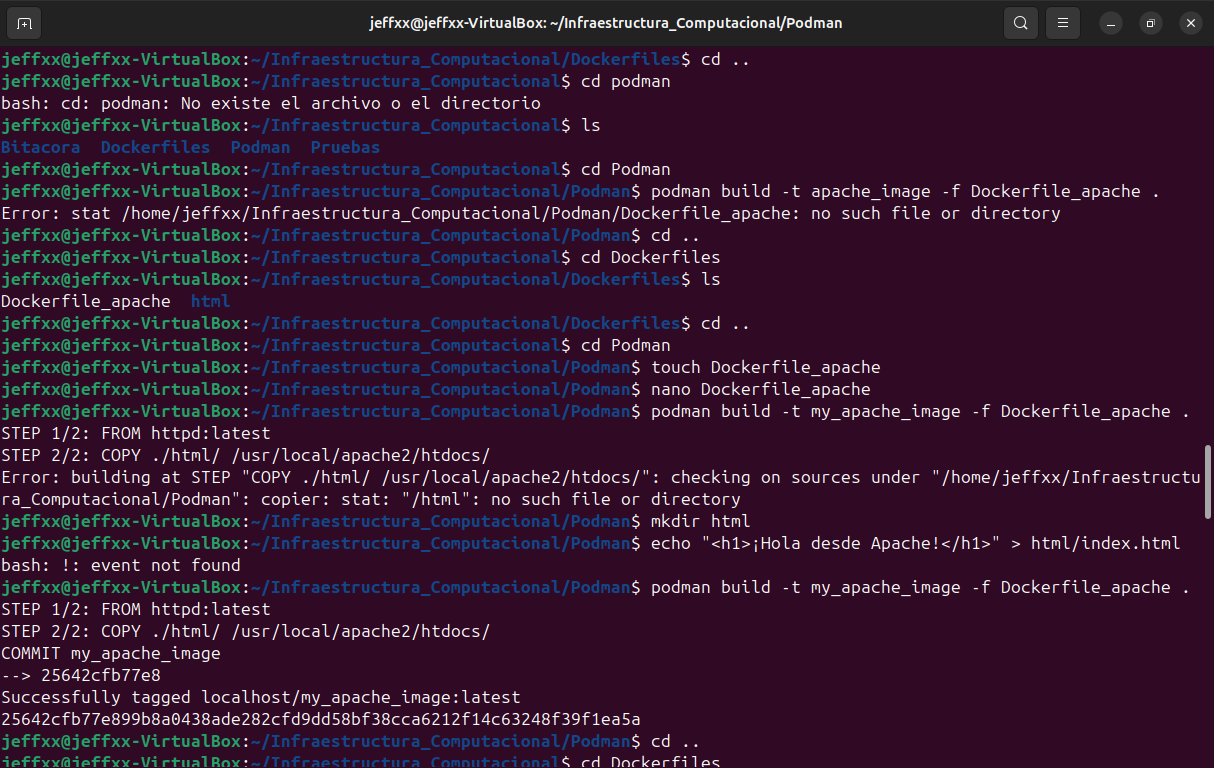 jeffxx@jeffxx-VirtualBox: ~/Infraestructura_Computacional/Podman
jeffxx@jeffxx-VirtualBox:~/Infraestructura_Computacional/Dockerfiles$ cd ..
jeffxx@jeffxx-VirtualBox:~/Infraestructura_Computacional$ cd podman
bash: cd: podman: No existe el archivo o el directorio
jeffxx@jeffxx-VirtualBox:~/Infraestructura_Computacional$ ls
Bitacora  Dockerfiles  Podman  Pruebas
jeffxx@jeffxx-VirtualBox:~/Infraestructura_Computacional$ cd Podman
jeffxx@jeffxx-VirtualBox:~/Infraestructura_Computacional/Podman$ podman build -t apache_image -f Dockerfile_apache .
Error: stat /home/jeffxx/Infraestructura_Computacional/Podman/Dockerfile_apache: no such file or directory
jeffxx@jeffxx-VirtualBox:~/Infraestructura_Computacional/Podman$ cd ..
jeffxx@jeffxx-VirtualBox:~/Infraestructura_Computacional$ cd Dockerfiles
jeffxx@jeffxx-VirtualBox:~/Infraestructura_Computacional/Dockerfiles$ ls
Dockerfile_apache  html
jeffxx@jeffxx-VirtualBox:~/Infraestructura_Computacional/Dockerfiles$ cd ..
jeffxx@jeffxx-VirtualBox:~/Infraestructura_Computacional$ cd Podman
jeffxx@jeffxx-VirtualBox:~/Infraestructura_Computacional/Podman$ touch Dockerfile_apache
jeffxx@jeffxx-VirtualBox:~/Infraestructura_Computacional/Podman$ nano Dockerfile_apache
jeffxx@jeffxx-VirtualBox:~/Infraestructura_Computacional/Podman$ podman build -t my_apache_image -f Dockerfile_apache .
STEP 1/2: FROM httpd:latest
STEP 2/2: COPY ./html/ /usr/local/apache2/htdocs/
Error: building at STEP "COPY ./html/ /usr/local/apache2/htdocs/": checking on sources under "/home/jeffxx/Infraestructu
ra_Computacional/Podman": copier: stat: "/html": no such file or directory
jeffxx@jeffxx-VirtualBox:~/Infraestructura_Computacional/Podman$ mkdir html
jeffxx@jeffxx-VirtualBox:~/Infraestructura_Computacional/Podman$ echo "<h1>¡Hola desde Apache!</h1>" > html/index.html
bash: !: event not found
jeffxx@jeffxx-VirtualBox:~/Infraestructura_Computacional/Podman$ podman build -t my_apache_image -f Dockerfile_apache .
STEP 1/2: FROM httpd:latest
STEP 2/2: COPY ./html/ /usr/local/apache2/htdocs/
COMMIT my_apache_image
--> 25642cfb77e8
Successfully tagged localhost/my_apache_image:latest
25642cfb77e899b8a0438ade282cfd9dd58bf38cca6212f14c63248f39f1ea5a
jeffxx@jeffxx-VirtualBox:~/Infraestructura_Computacional/Podman$ cd ..
jeffxx@jeffxx-VirtualBox:~/Infraestructura_Computacional$ cd Dockerfiles